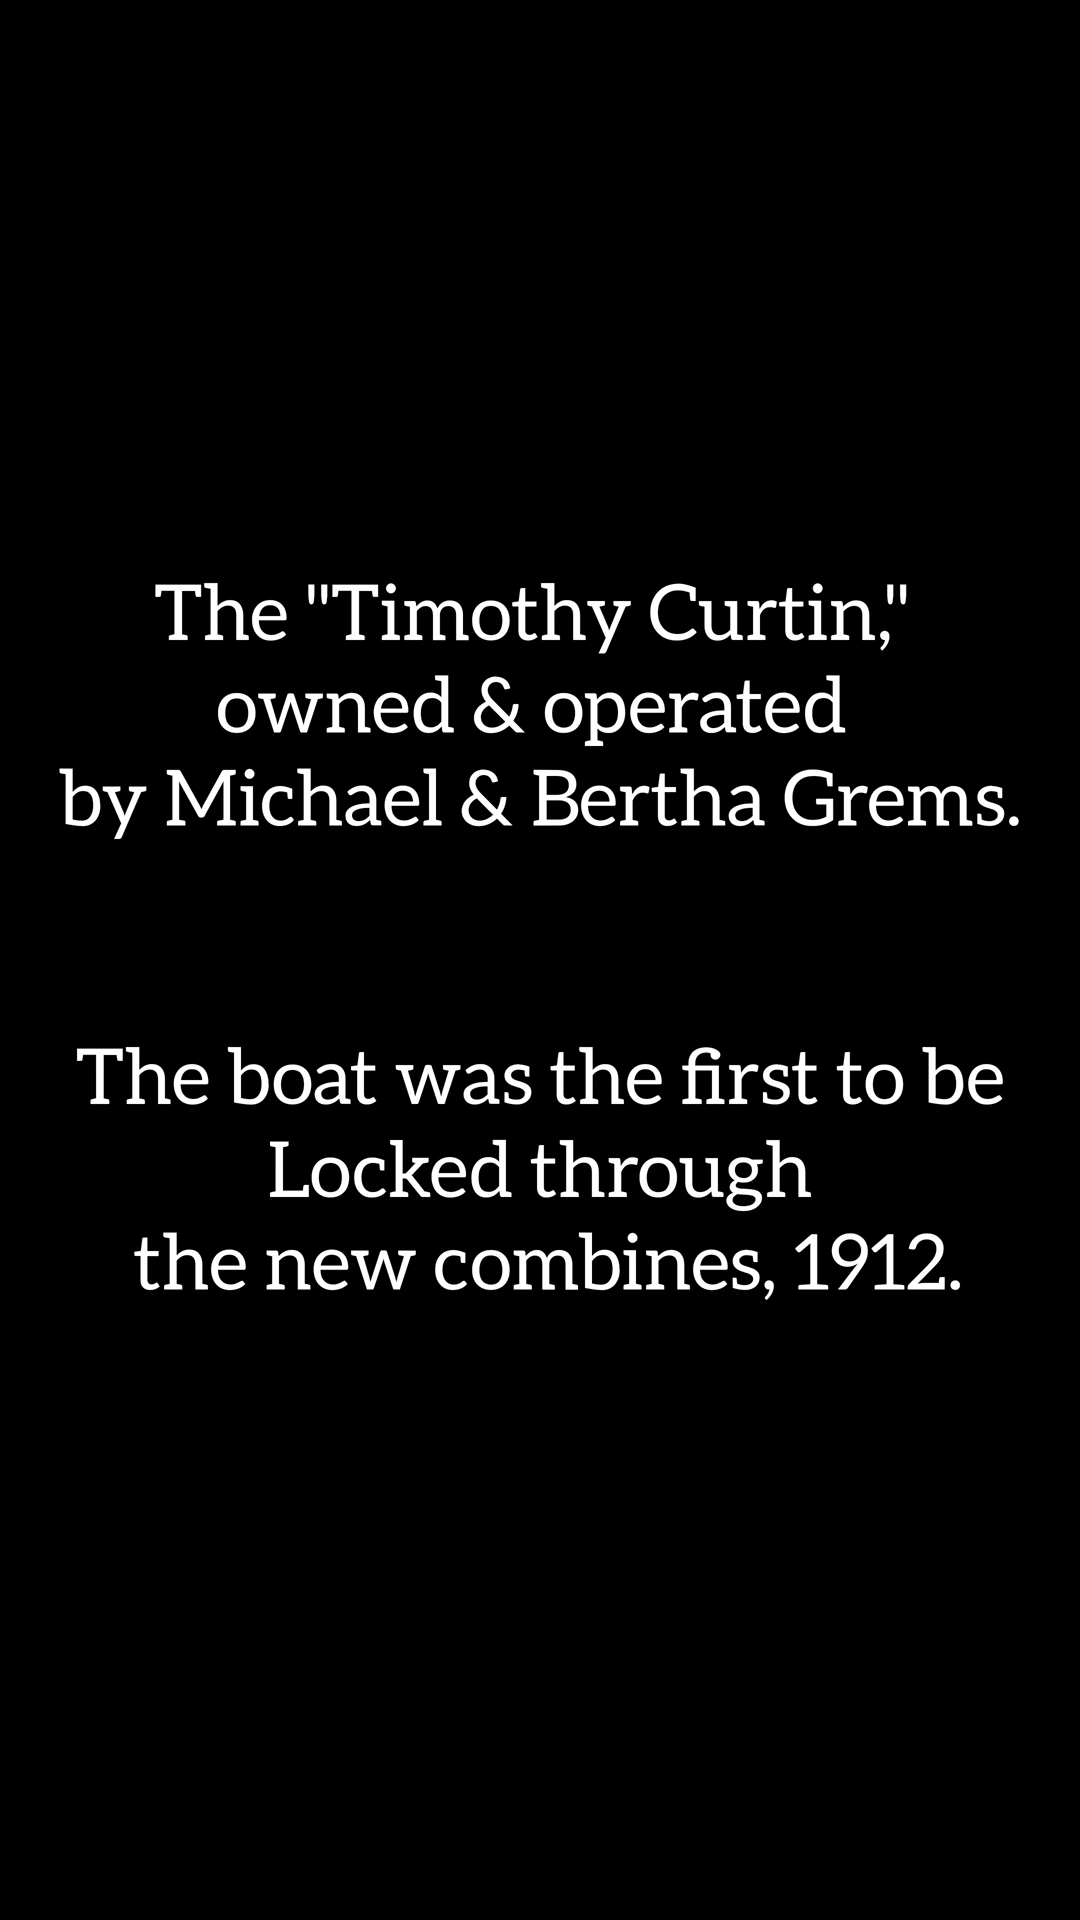 The "Timothy Curtin,"
owned & operated
by Michael & Bertha Grems.
The boat was the first to be
Locked through
the new combines, 1912.